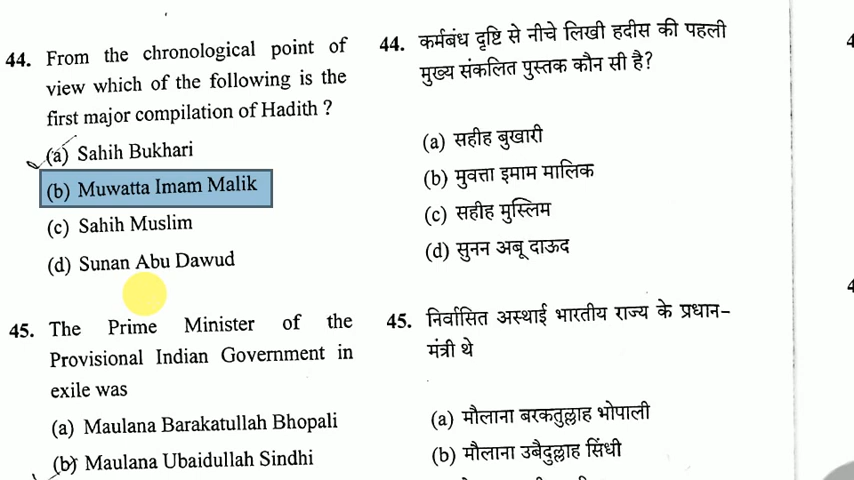 44. From the chronological point of
view which of the following is the
first major compilation of Hadith ?
(a) Sahih Bukhari
(b) Muwatta Imam Malik
(c) Sahih Muslim
(d) Sunan Abu Dawud
45. The Prime Minister of the
Provisional Indian Government in
exile was
(a) Maulana Barakatullah Bhopali
(b) Maulana Ubaidullah Sindhi
44. कर्मबंध दृष्टि से नीचे लिखी हदीस की पहली
मुख्य संकलित पुस्तक कौन सी है?
(a) सहीह बुखारी
(b) मुवत्ता इमाम मालिक
(c) सहीह मुस्लिम
(d) सुनन अबू दाऊद
45. निर्वासित अस्थाई भारतीय राज्य के प्रधान-
मंत्री थे
(a) मौलाना बरकतुल्लाह भोपाली
(b) मौलाना उबैदुल्लाह सिंधी